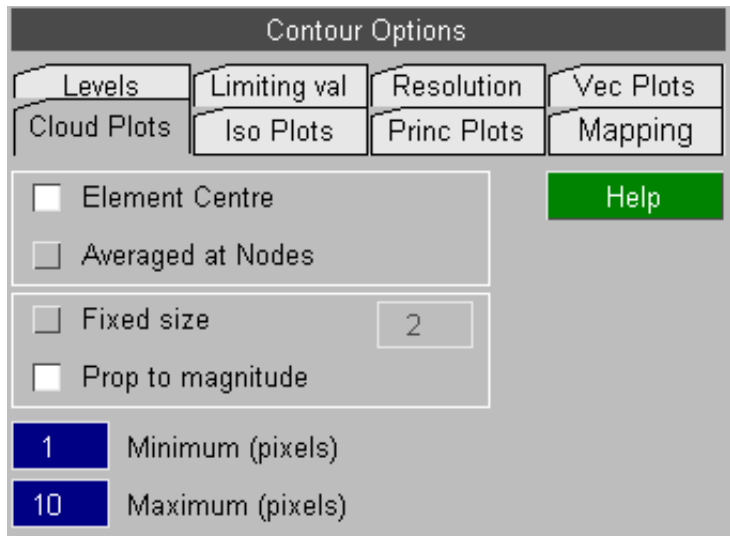 Contour Options
Levels Limiting val Resolution Vec Plots
Cloud Plots Iso Plots Princ Plots Mapping
Element Centre Help
Averaged at Nodes
Fixed size 2
Prop to magnitude
1 Minimum (pixels)
10 Maximum (pixels)